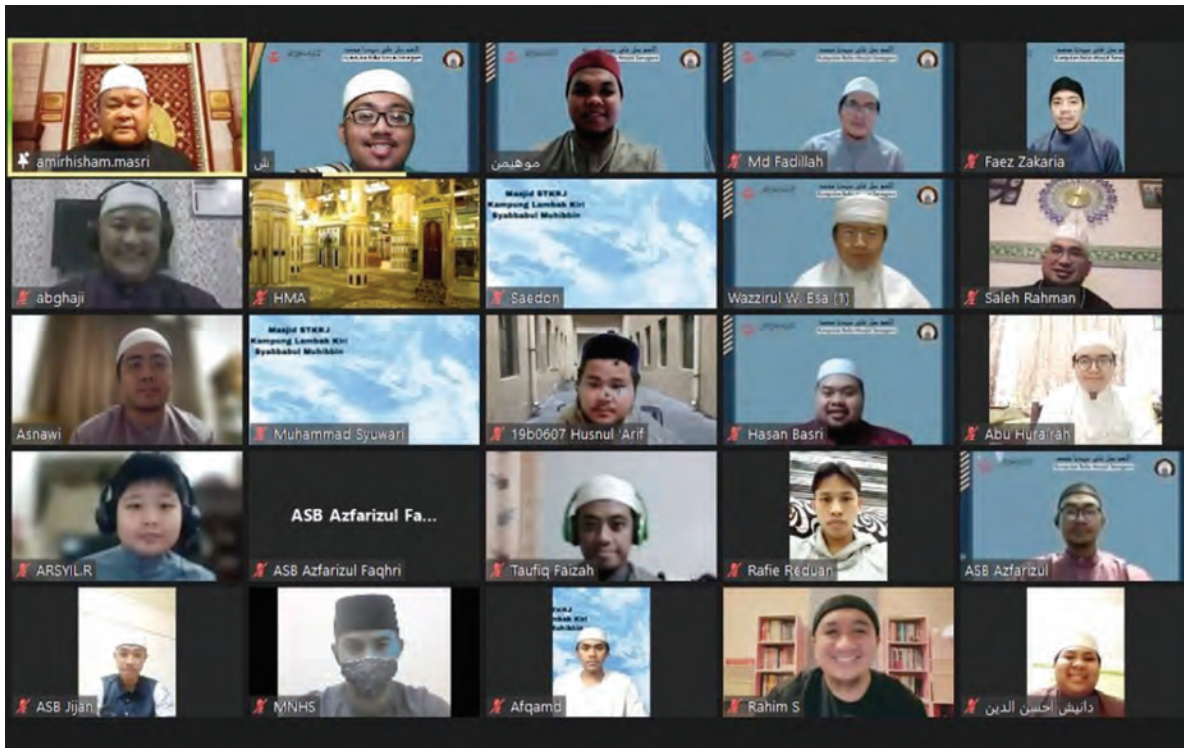 amirhisham.masri
ش
موهيمن
Md Fadillah
Faez Zakaria
abghaji
HMA
Masjid STKRJ
Kampung Lambak Kiri
Syabbabul Muhibbin
Saedon
Wazzirul W. Esa (1)
Saleh Rahman
Asnawi
Masjid STKRJ
Kampung Lambak Kiri
Syabbabul Muhibbin
Muhammad Syuwari
19b0607 Husnul 'Arif
Hasan Basri
Abu Hurairah
ARSYIL.R
ASB Azfarizul Fa...
ASB Azfarizul Faqhri
Taufiq Faizah
Rafie Reduan
ASB Azfarizul
ASB Jijan
MNHS
Afqamd
Rahim S
دانيش احسن الدين